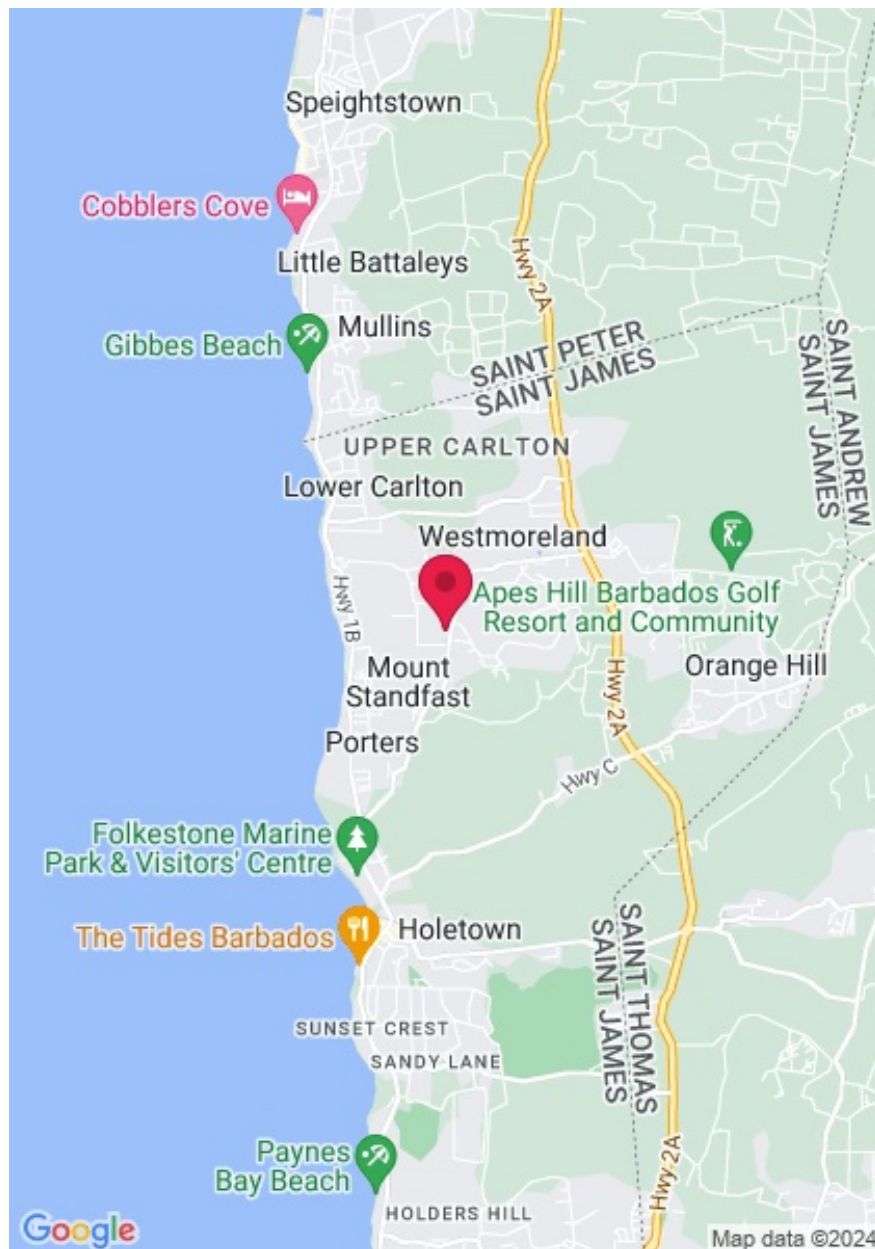 Speightstown
Cobblers Cove
Little Battaleys
Hwy 2A
Mullins
Gibbes Beach
SAINT PETER
SAINT JAMES
SAINT ANDREW
SAINT JAMES
UPPER CARLTON
Lower Carlton
Westmoreland
Hwy 1B
Apes Hill Barbados Golf
Resort and Community
Mount
Standfast
Orange Hill
Hwy 2A
Porters
Hwy C
Folkestone Marine
Park & Visitors' Centre
The Tides Barbados
Holetown
SAINT THOMAS
SAINT JAMES
SUNSET CREST
SANDY LANE
Paynes
Bay Beach
Hwy 2A
HOLDERS HILL
Google
Map data ©2024